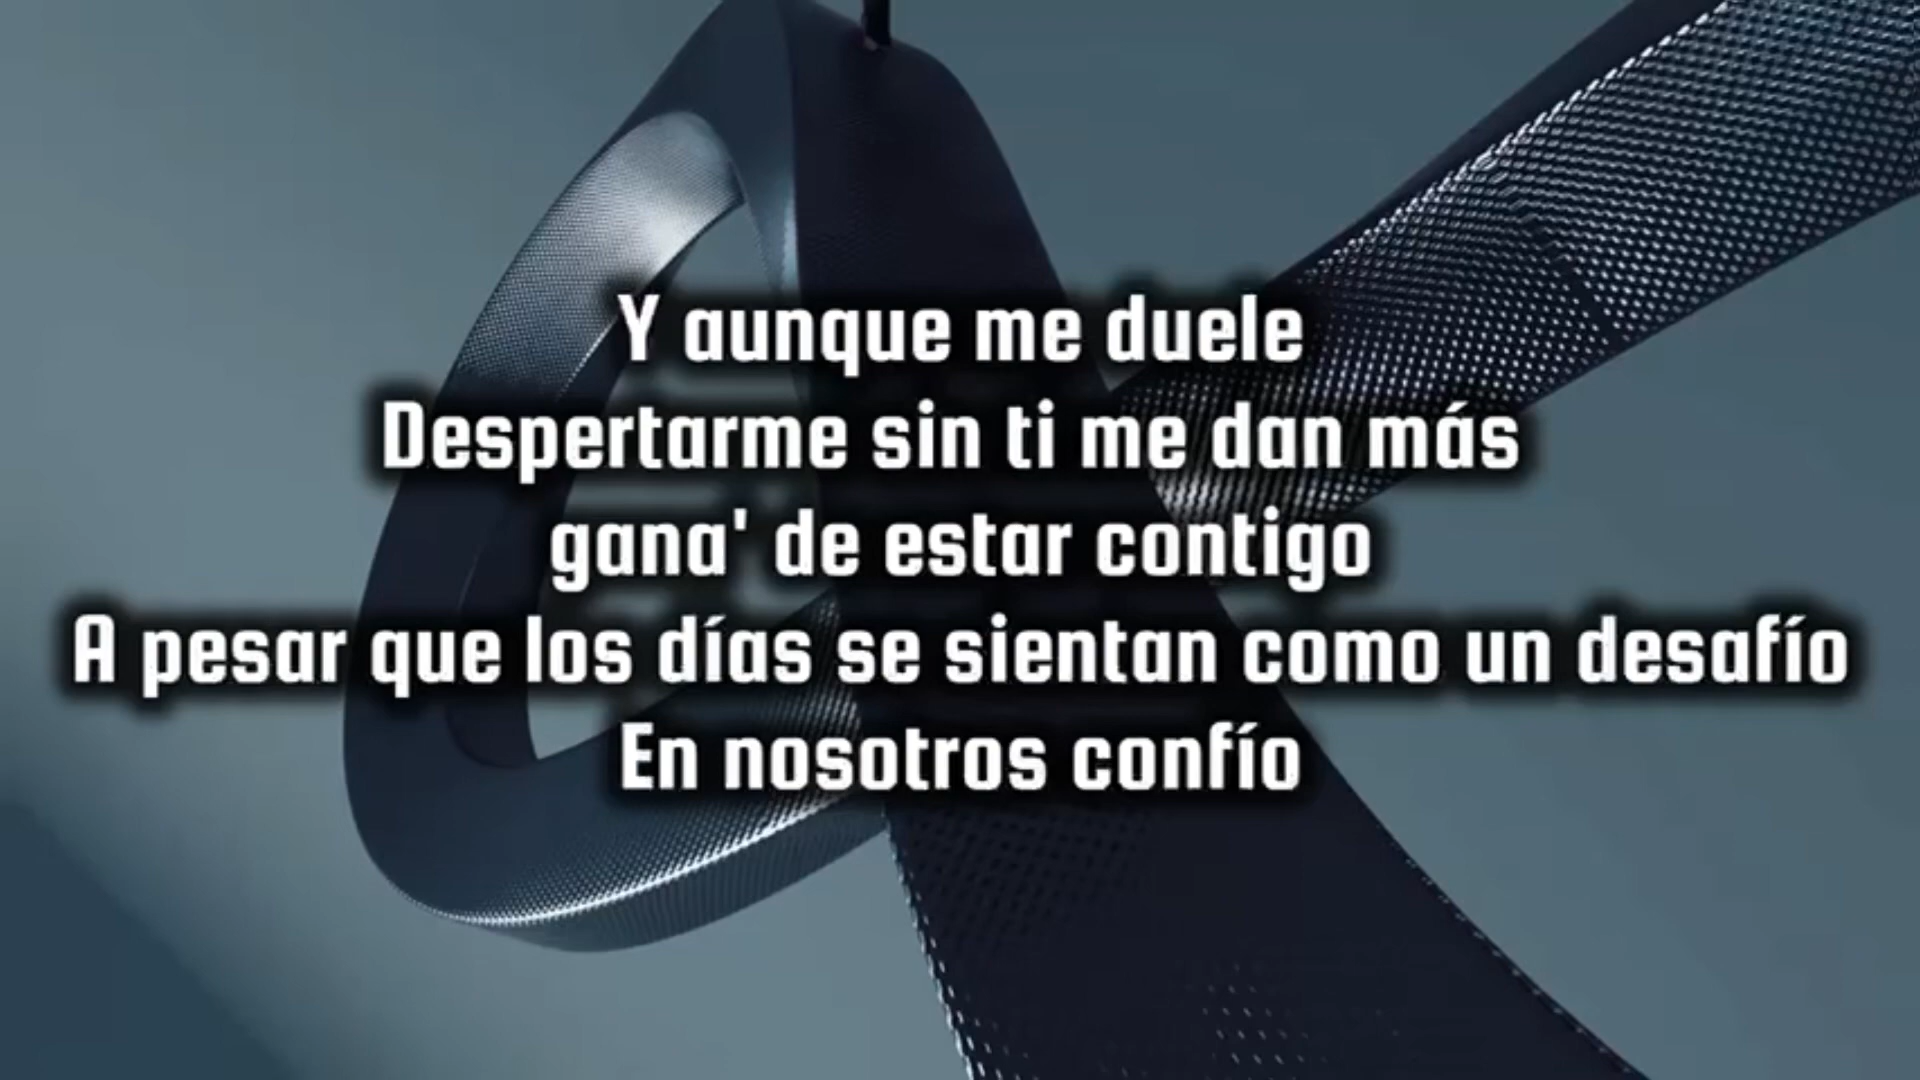 Y aunque me duele
Despertarme sin ti me dan más
gana' de estar contigo
A pesar que los días se sientan como un desafío
En nosotros confío